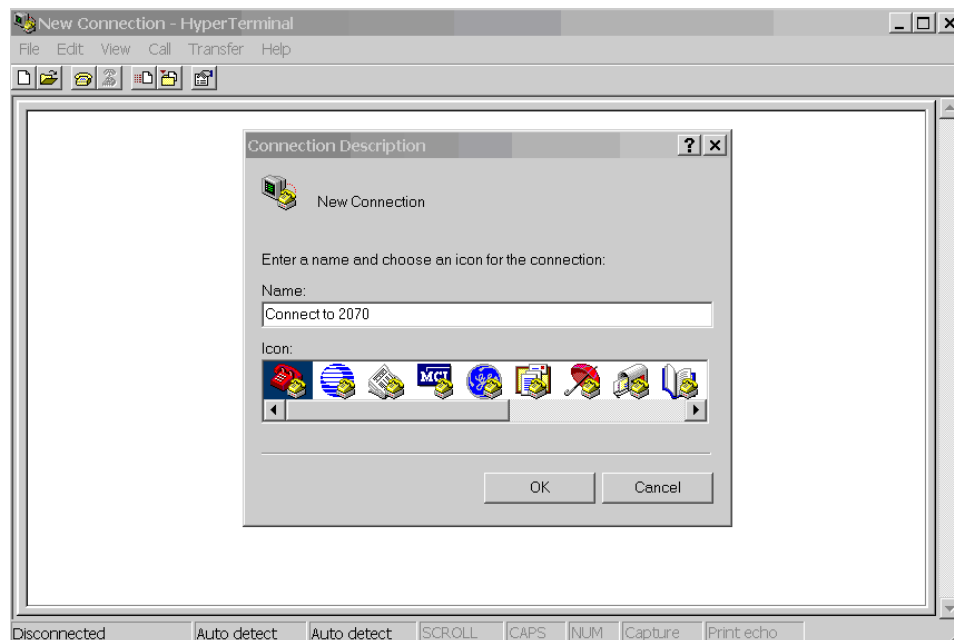 New Connection - HyperTerminal
File Edit View Call Transfer Help
Connection Description
New Connection
Enter a name and choose an icon for the connection:
Name:
Connect to 2070
Icon:
MCI
OK Cancel
Disconnected Auto detect Auto detect SCROLL CAPS NUM Capture Print echo